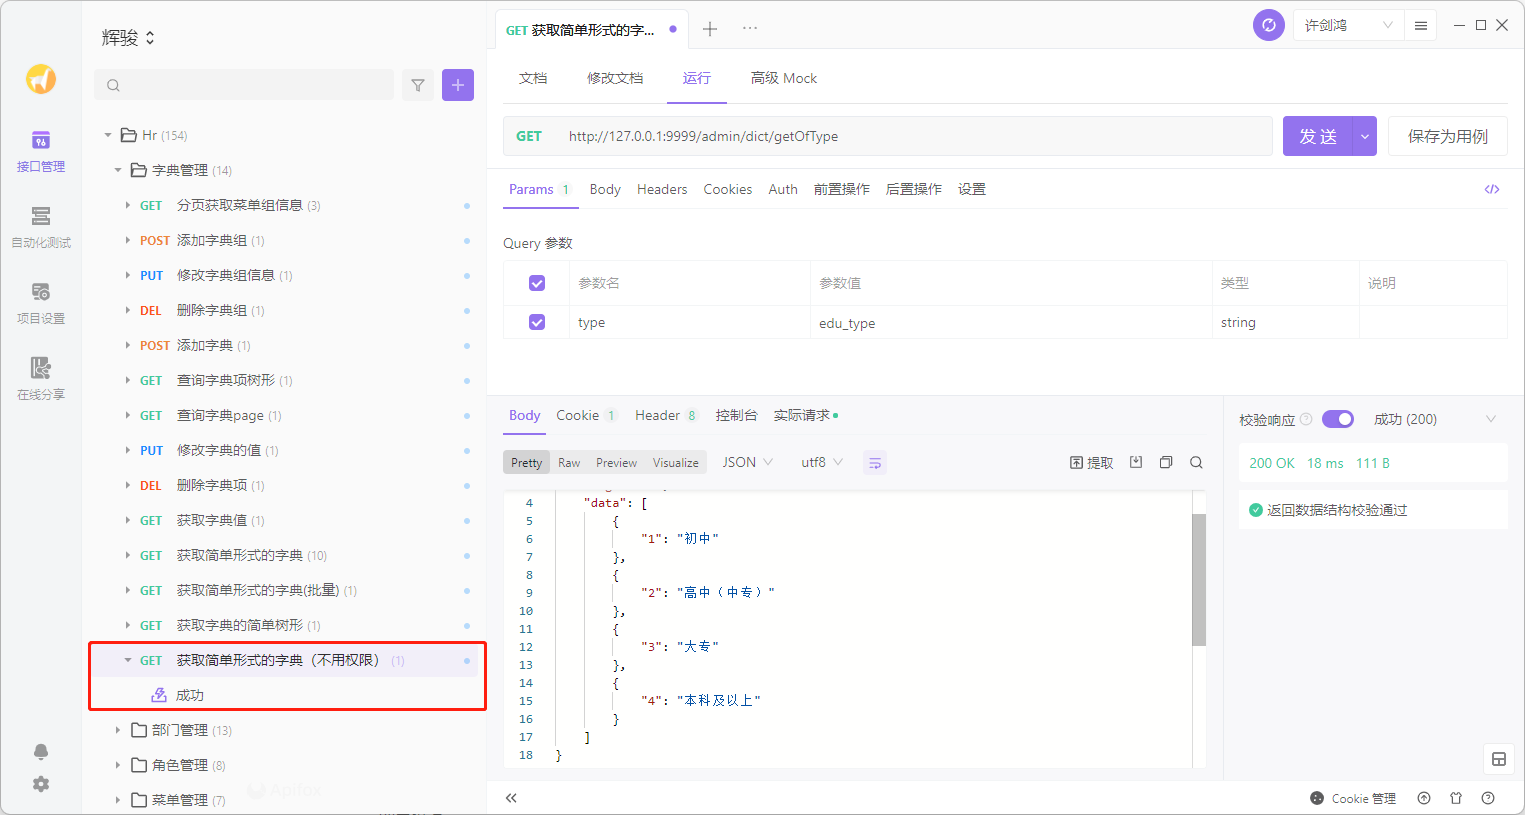 辉骏
接口管理
自动化测试
项目设置
在线分享
Hr (154)
字典管理 (14)
GET 分页获取菜单组信息 (3)
POST 添加字典组 (1)
PUT 修改字典组信息 (1)
DEL 删除字典组 (1)
POST 添加字典 (1)
GET 查询字典项树形 (1)
GET 查询字典page (1)
PUT 修改字典的值 (1)
DEL 删除字典项 (1)
GET 获取字典值 (1)
GET 获取简单形式的字典 (10)
GET 获取简单形式的字典(批量) (1)
GET 获取字典的简单树形 (1)
GET 获取简单形式的字典（不用权限） (1)
成功
部门管理 (13)
角色管理 (8)
菜单管理 (7)
Apifox
GET 获取简单形式的字...
许剑鸿
文档 修改文档 运行 高级 Mock
GET http://127.0.0.1:9999/admin/dict/getOfType 发 送 保存为用例
Params 1 Body Headers Cookies Auth 前置操作 后置操作 设置
Query 参数
参数名 参数值 类型 说明
type edu_type string
Body Cookie 1 Header 8 控制台 实际请求
Pretty Raw Preview Visualize JSON utf8 提取
4 "data": [
5 {
6 "1": "初中"
7 },
8 {
9 "2": "高中（中专）"
10 },
11 {
12 "3": "大专"
13 },
14 {
15 "4": "本科及以上"
16 }
17 ]
18 }
校验响应 成功 (200)
200 OK 18 ms 111 B
返回数据结构校验通过
Cookie 管理